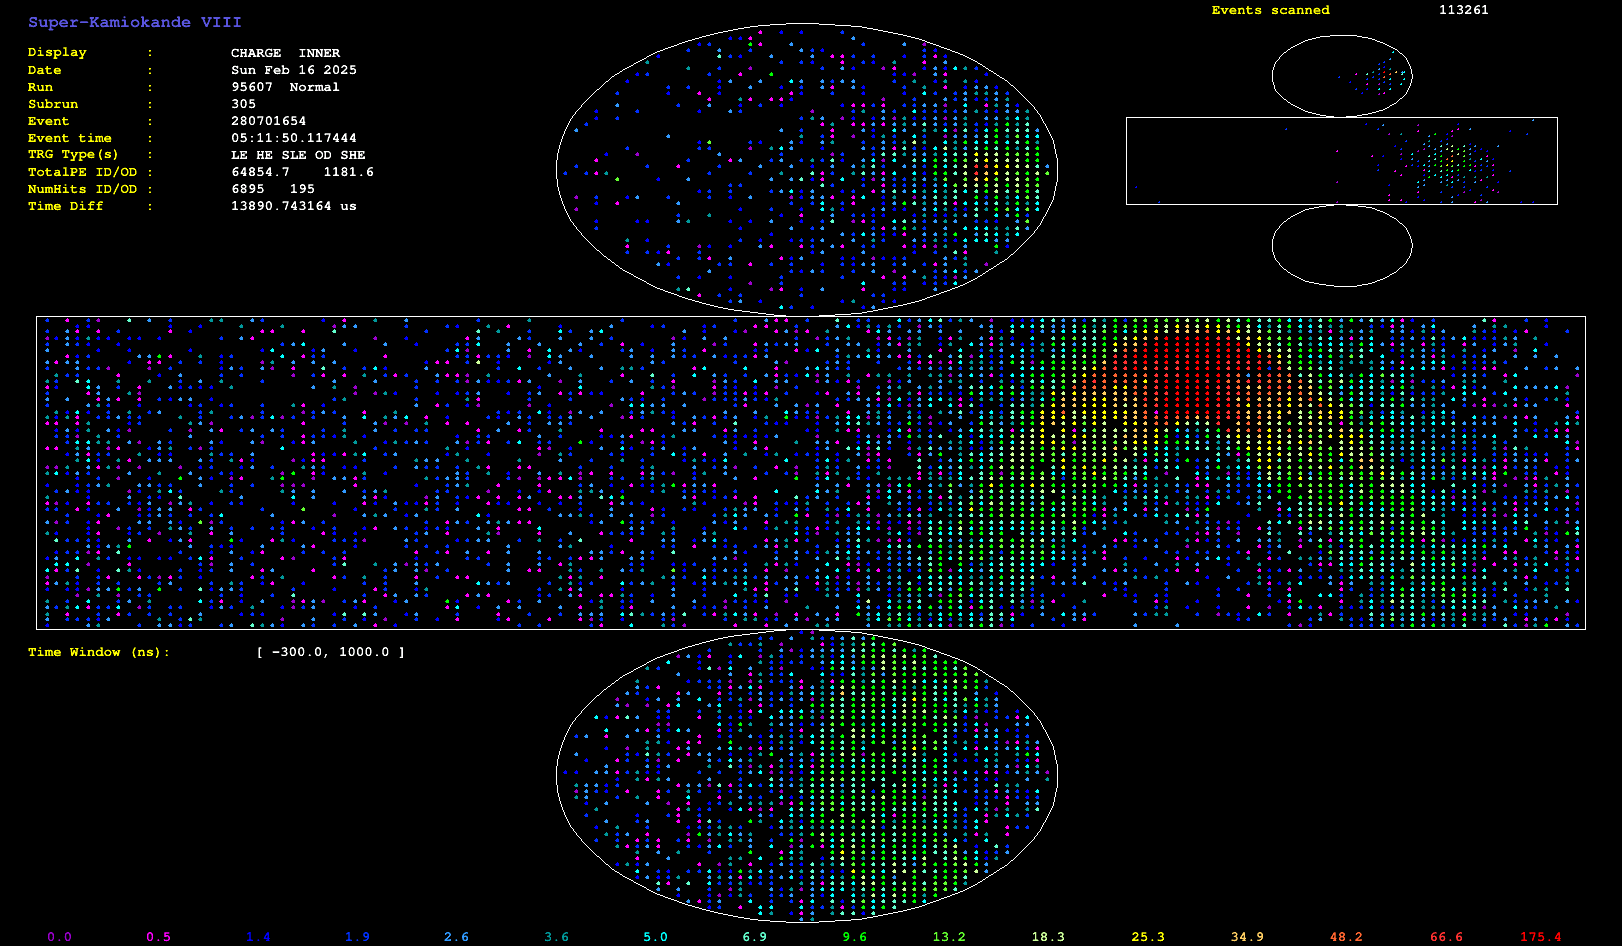 Super-Kamiokande VIII
Display : CHARGE INNER
Date : Sun Feb 16 2025
Run : 95607 Normal
Subrun : 305
Event : 280701654
Event time : 05:11:50.117444
TRG Type(s) : LE HE SLE OD SHE
TotalPE ID/OD : 64854.7 1181.6
NumHits ID/OD : 6895 195
Time Diff : 13890.743164 us
Events scanned 113261
Time Window (ns): [ -300.0, 1000.0 ]
0.0 0.5 1.4 1.9 2.6 3.6 5.0 6.9 9.6 13.2 18.3 25.3 34.9 48.2 66.6 175.4